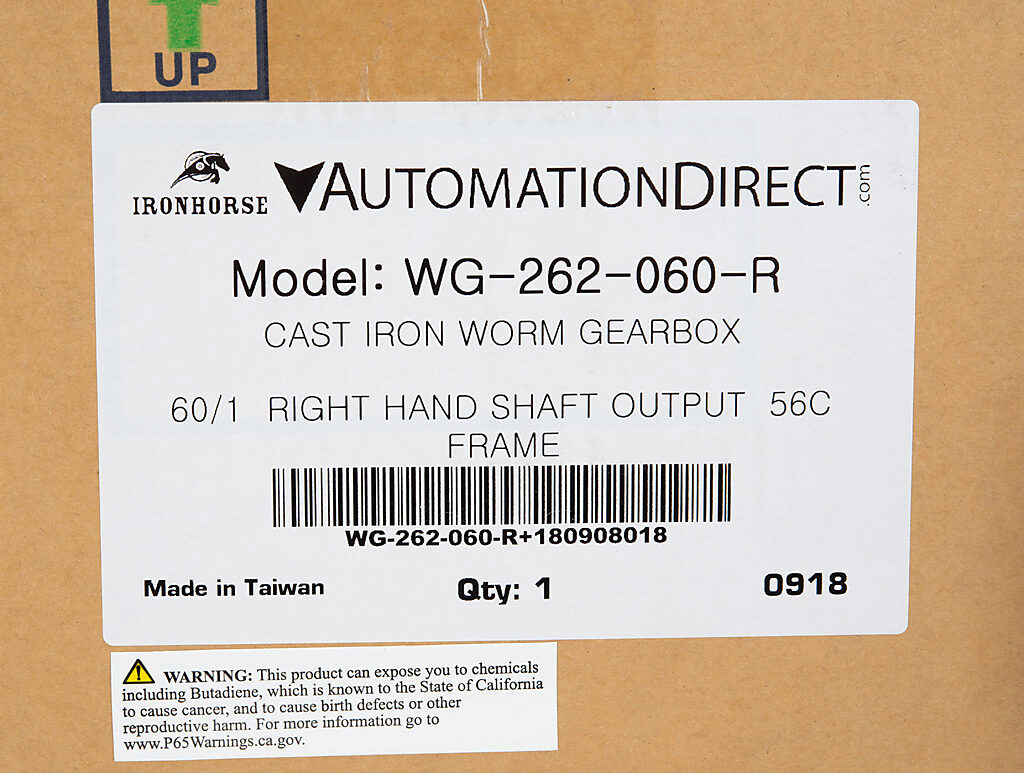 UP
IRONHORSE
AUTOMATIONDIRECT.com
Model: WG-262-060-R
CAST IRON WORM GEARBOX
60/1 RIGHT HAND SHAFT OUTPUT 56C
FRAME
WG-262-060-R+180908018
Made in Taiwan Qty: 1 0918
WARNING: This product can expose you to chemicals
including Butadiene, which is known to the State of California
to cause cancer, and to cause birth defects or other
reproductive harm. For more information go to
www.P65Warnings.ca.gov.